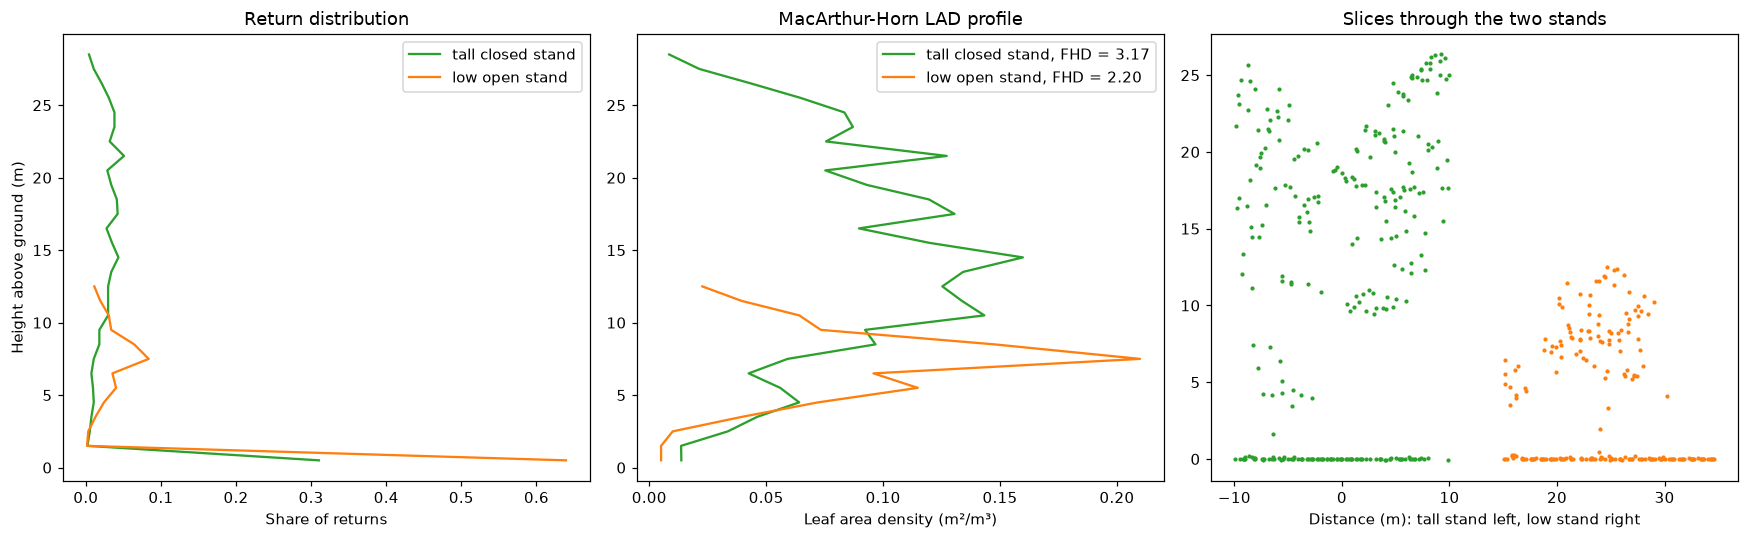 Return distribution
tall closed stand
low open stand
25
20
15
10
5
0
Height above ground (m)
0.0 0.1 0.2 0.3 0.4 0.5 0.6
Share of returns
MacArthur-Horn LAD profile
tall closed stand, FHD = 3.17
low open stand, FHD = 2.20
25
20
15
10
5
0
0.00 0.05 0.10 0.15 0.20
Leaf area density (m²/m³)
Slices through the two stands
25
20
15
10
5
0
−10 0 10 20 30
Distance (m): tall stand left, low stand right